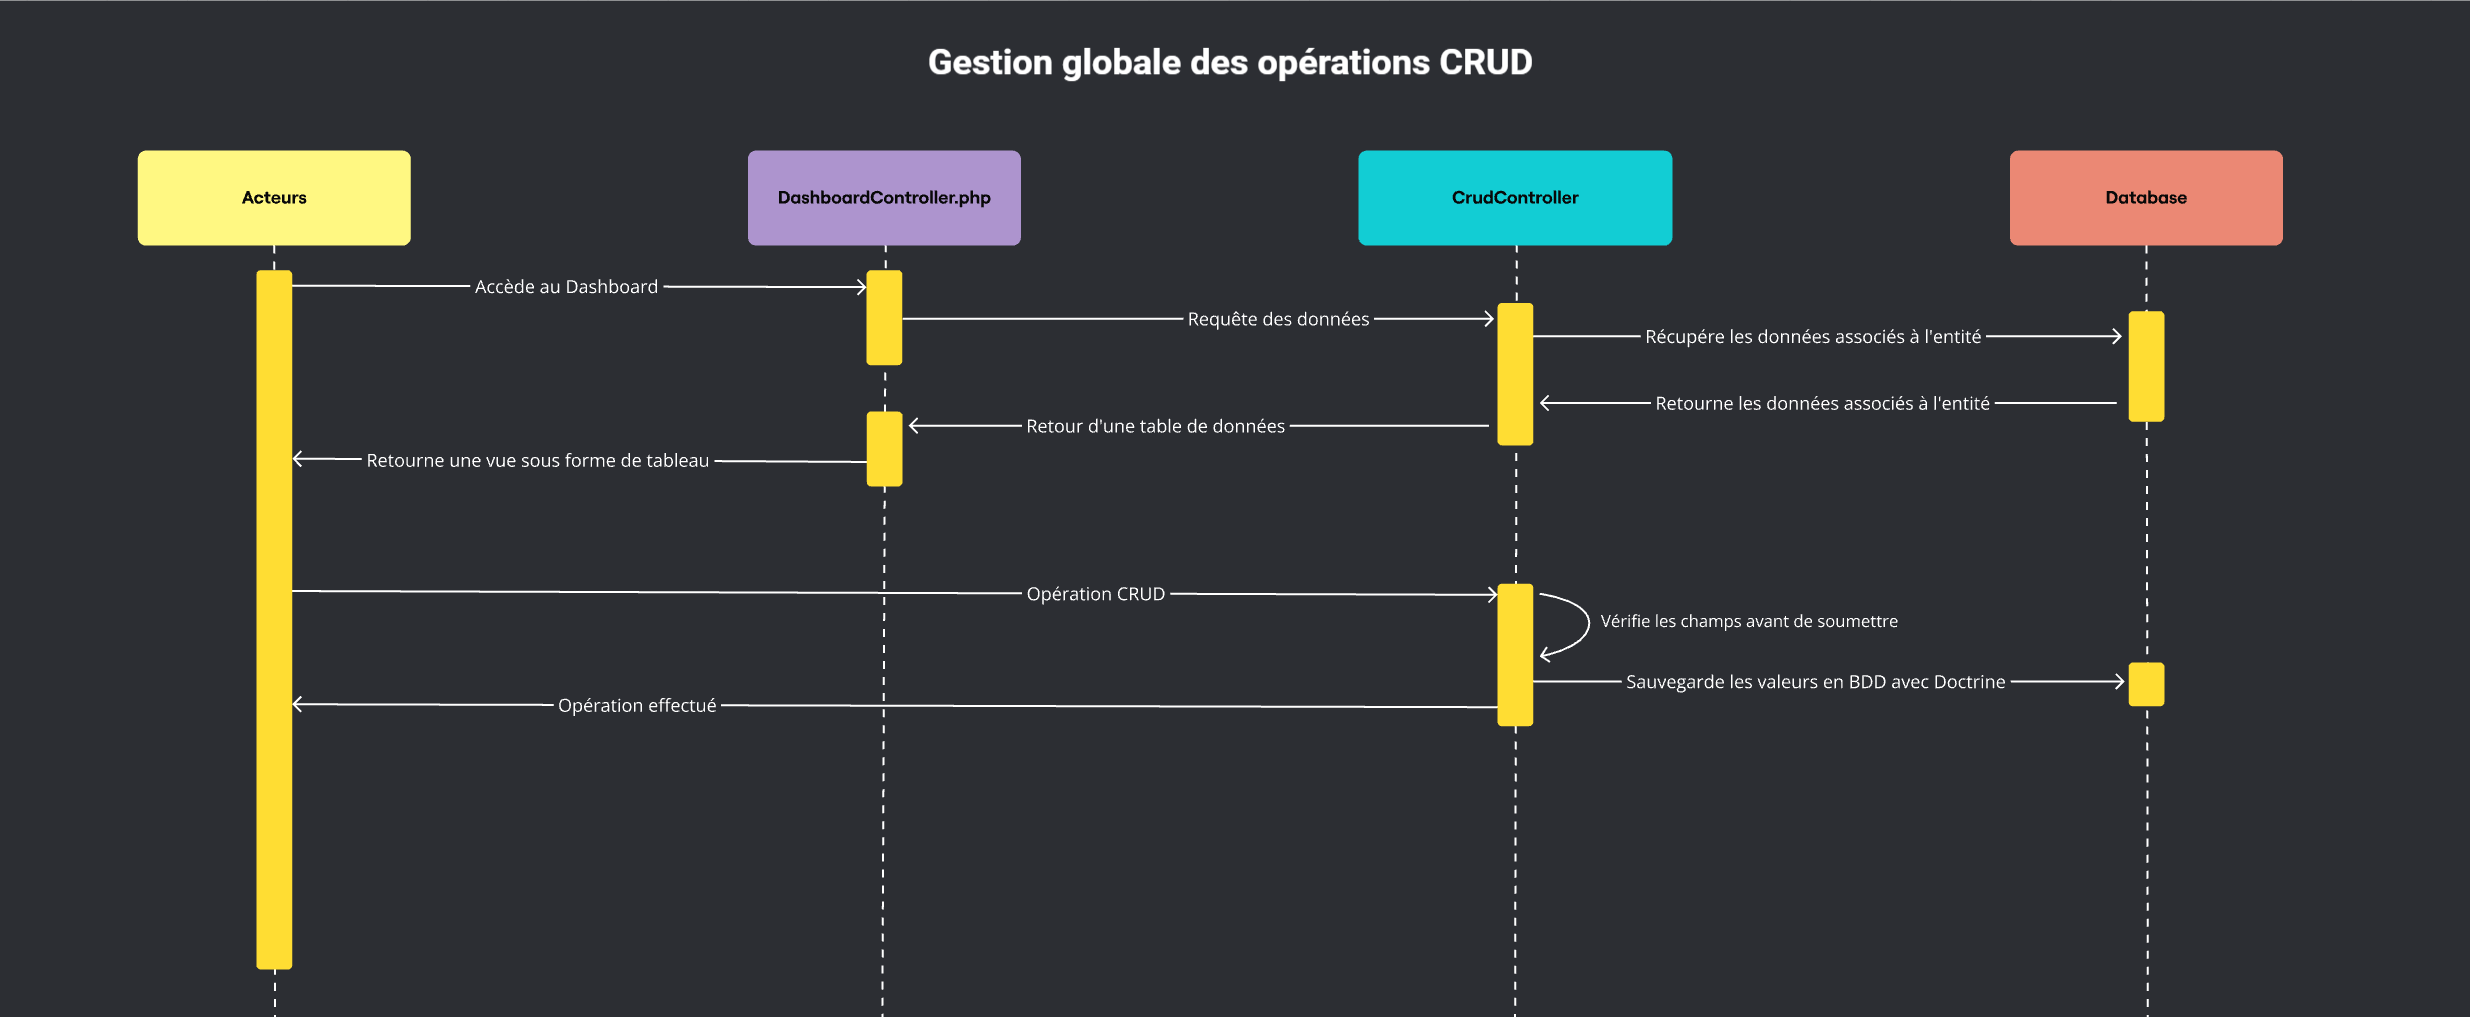 Gestion globale des opérations CRUD
Acteurs
DashboardController.php
CrudController
Database
Accède au Dashboard
Requête des données
Récupére les données associés à l'entité
Retourne les données associés à l'entité
Retour d'une table de données
Retourne une vue sous forme de tableau
Opération CRUD
Vérifie les champs avant de soumettre
Sauvegarde les valeurs en BDD avec Doctrine
Opération effectué